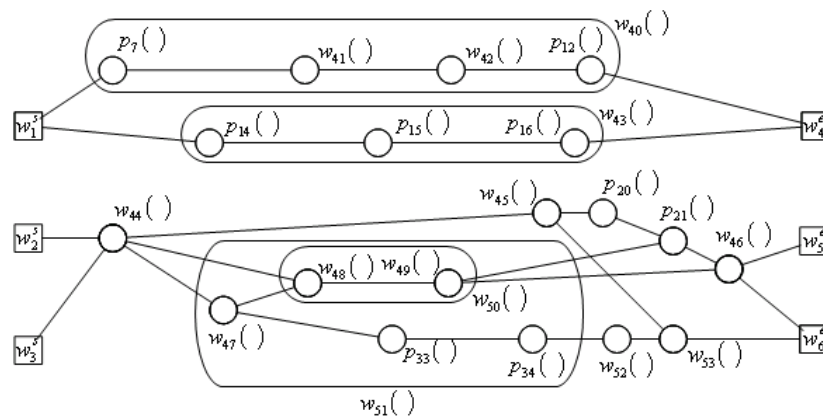 p₇( ) w₄₁( ) w₄₂( ) p₁₂( ) w₄₀( )
w₁ˢ p₁₄( ) p₁₅( ) p₁₆( ) w₄₃( ) w₄ᵉ
w₄₅( ) p₂₀( )
w₂ˢ w₄₄( ) p₂₁( ) w₄₆( ) w₅ᵉ
w₄₈( ) w₄₉( )
w₅₀( )
w₃ˢ w₄₇( ) p₃₃( ) p₃₄( ) w₅₂( ) w₅₃( ) w₆ᵉ
w₅₁( )